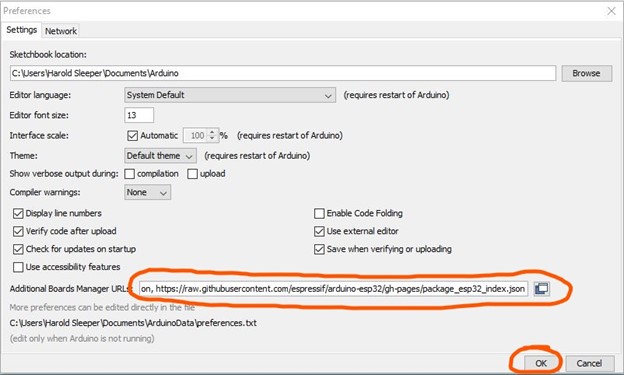 Preferences
Settings Network
Sketchbook location:
C:\Users\Harold Sleeper\Documents\Arduino Browse
Editor language: System Default (requires restart of Arduino)
Editor font size: 13
Interface scale: Automatic 100 % (requires restart of Arduino)
Theme: Default theme (requires restart of Arduino)
Show verbose output during: compilation upload
Compiler warnings: None
Display line numbers Enable Code Folding
Verify code after upload Use external editor
Check for updates on startup Save when verifying or uploading
Use accessibility features
Additional Boards Manager URLs: on, https://raw.githubusercontent.com/espressif/arduino-esp32/gh-pages/package_esp32_index.json
More preferences can be edited directly in the file
C:\Users\Harold Sleeper\Documents\ArduinoData\preferences.txt
(edit only when Arduino is not running)
OK Cancel